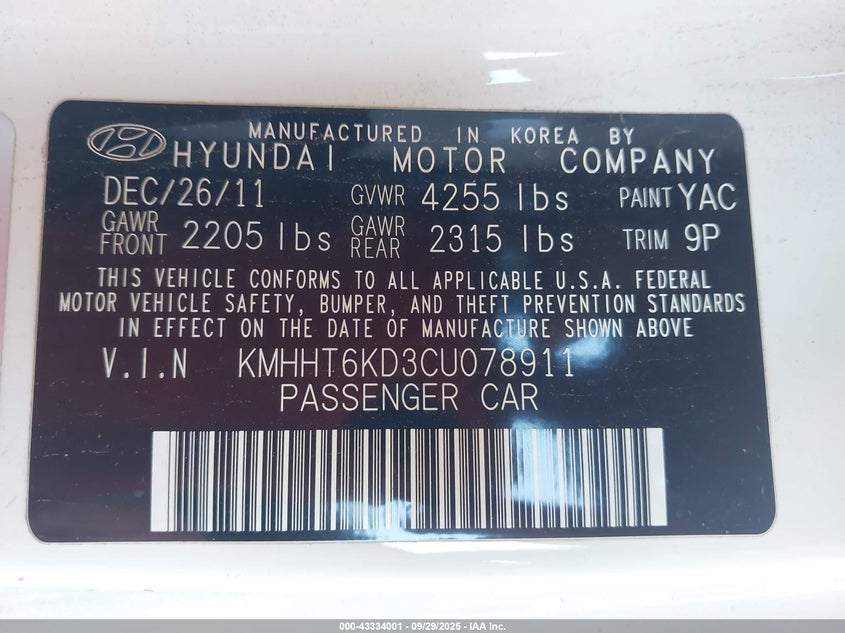 MANUFACTURED IN KOREA BY
HYUNDAI MOTOR COMPANY
DEC/26/11 GVWR 4255 lbs PAINT YAC
GAWR FRONT 2205 lbs GAWR REAR 2315 lbs TRIM 9P
THIS VEHICLE CONFORMS TO ALL APPLICABLE U.S.A. FEDERAL
MOTOR VEHICLE SAFETY, BUMPER, AND THEFT PREVENTION STANDARDS
IN EFFECT ON THE DATE OF MANUFACTURE SHOWN ABOVE
V.I.N KMHHT6KD3CU078911
PASSENGER CAR
000-43334001 - 09/29/2025 - IAA Inc.